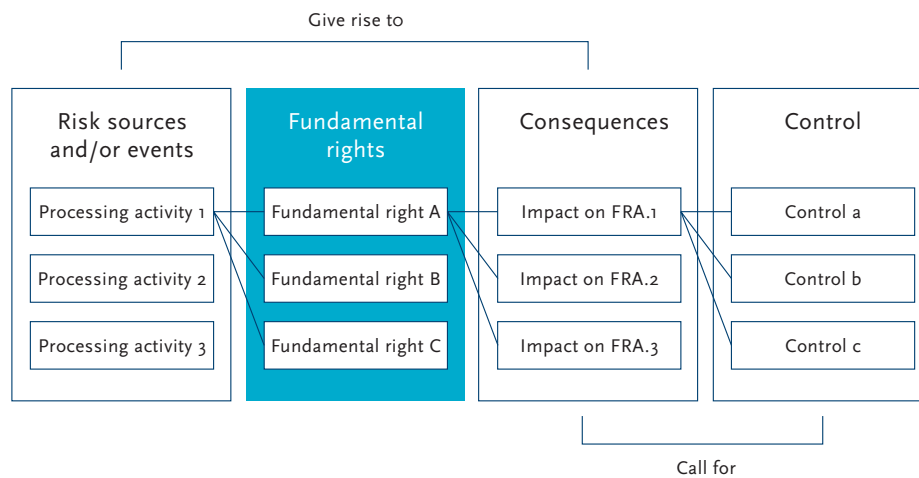 Give rise to
Risk sources
and/or events
Fundamental
rights
Consequences
Control
Processing activity 1
Fundamental right A
Impact on FRA.1
Control a
Processing activity 2
Fundamental right B
Impact on FRA.2
Control b
Processing activity 3
Fundamental right C
Impact on FRA.3
Control c
Call for